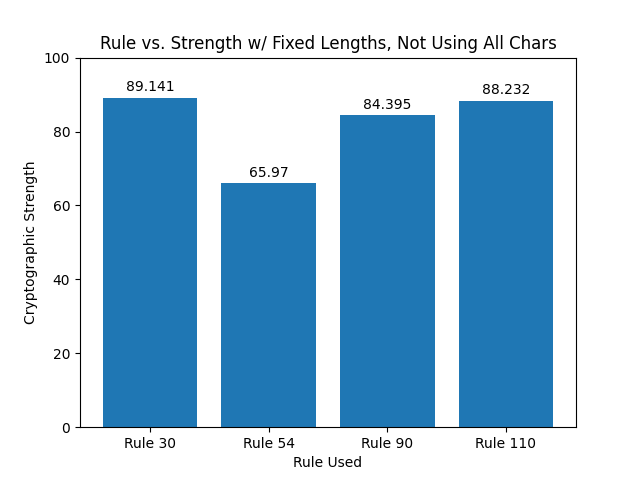 Rule vs. Strength w/ Fixed Lengths, Not Using All Chars
100
80
60
40
20
0
Cryptographic Strength
89.141
65.97
84.395
88.232
Rule 30
Rule 54
Rule 90
Rule 110
Rule Used